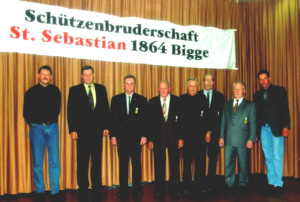 Schützenbruderschaft
St. Sebastian 1864 Bigge